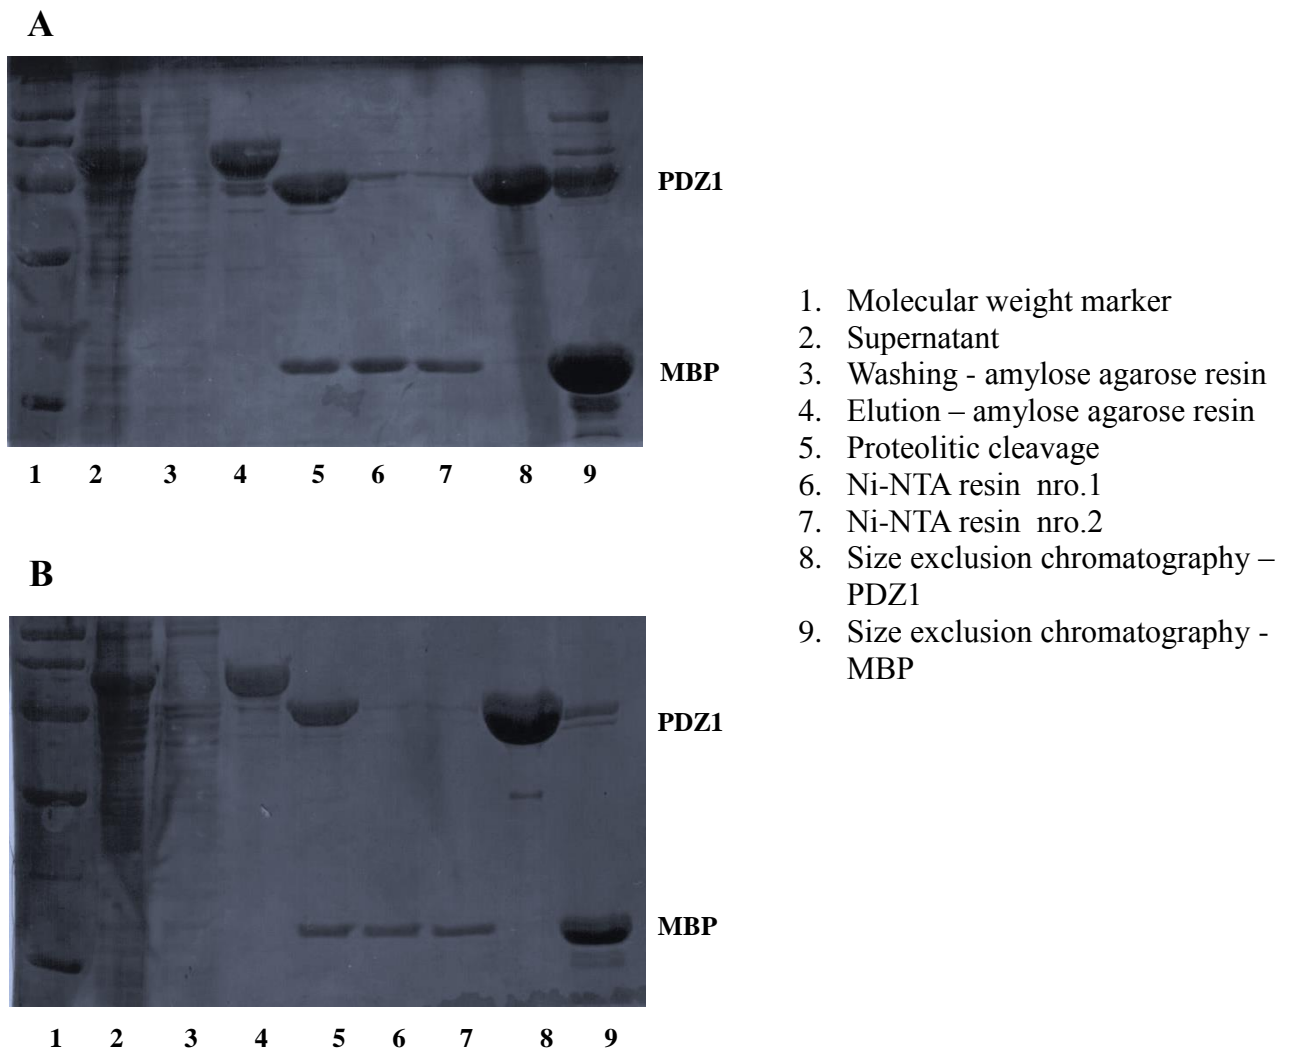 A
PDZ1
MBP
1 2 3 4 5 6 7 8 9
B
PDZ1
MBP
1 2 3 4 5 6 7 8 9
1. Molecular weight marker
2. Supernatant
3. Washing - amylose agarose resin
4. Elution – amylose agarose resin
5. Proteolitic cleavage
6. Ni-NTA resin nro.1
7. Ni-NTA resin nro.2
8. Size exclusion chromatography –
PDZ1
9. Size exclusion chromatography -
MBP